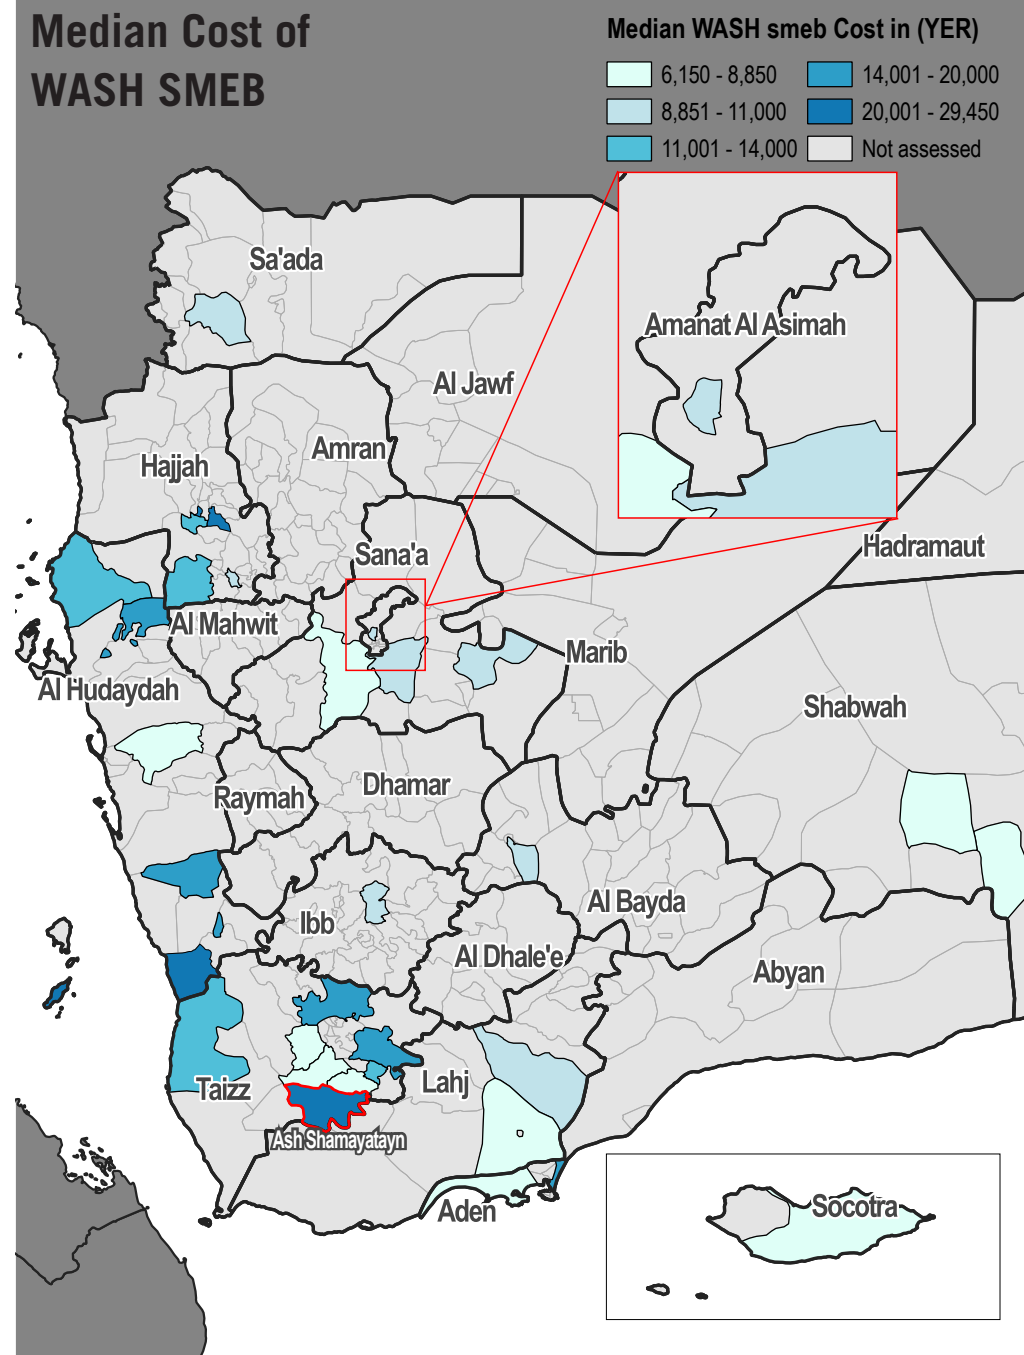 Median Cost of
WASH SMEB
Median WASH smeb Cost in (YER)
6,150 - 8,850
14,001 - 20,000
8,851 - 11,000
20,001 - 29,450
11,001 - 14,000
Not assessed
Sa'ada
Amanat Al Asimah
Al Jawf
Amran
Hajjah
Hadramaut
Sana'a
Al Mahwit
Marib
Al Hudaydah
Shabwah
Dhamar
Raymah
Al Bayda
Ibb
Al Dhale'e
Abyan
Lahj
Taizz
Ash Shamayatayn
Aden
Socotra